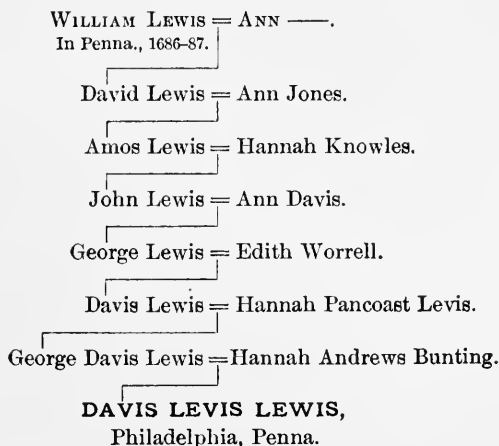 WILLIAM LEWIS = ANN ——.
In Penna., 1686-87.
David Lewis = Ann Jones.
Amos Lewis = Hannah Knowles.
John Lewis = Ann Davis.
George Lewis = Edith Worrell.
Davis Lewis = Hannah Pancoast Levis.
George Davis Lewis = Hannah Andrews Bunting.
DAVIS LEVIS LEWIS,
Philadelphia, Penna.